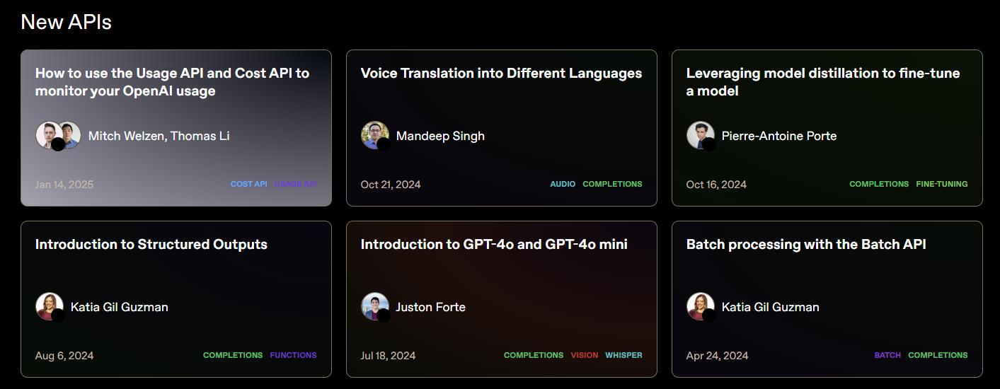 New APIs
How to use the Usage API and Cost API to
monitor your OpenAI usage
Mitch Welzen, Thomas Li
Jan 14, 2025
COST API
USAGE API
Voice Translation into Different Languages
Mandeep Singh
Oct 21, 2024
AUDIO
COMPLETIONS
Leveraging model distillation to fine-tune
a model
Pierre-Antoine Porte
Oct 16, 2024
COMPLETIONS
FINE-TUNING
Introduction to Structured Outputs
Katia Gil Guzman
Aug 6, 2024
COMPLETIONS
FUNCTIONS
Introduction to GPT-4o and GPT-4o mini
Juston Forte
Jul 18, 2024
COMPLETIONS
VISION
WHISPER
Batch processing with the Batch API
Katia Gil Guzman
Apr 24, 2024
BATCH
COMPLETIONS